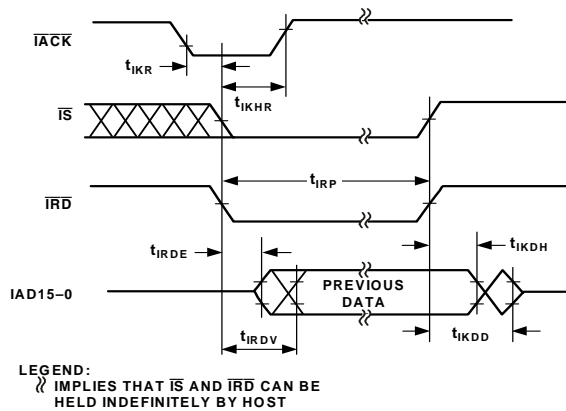 IACK
tIKR
tIKHR
IS
tIRP
IRD
tIRDE
tIKDH
IAD15–0
PREVIOUS
DATA
tIRDV
tIKDD
LEGEND:
IMPLIES THAT IS AND IRD CAN BE
HELD INDEFINITELY BY HOST